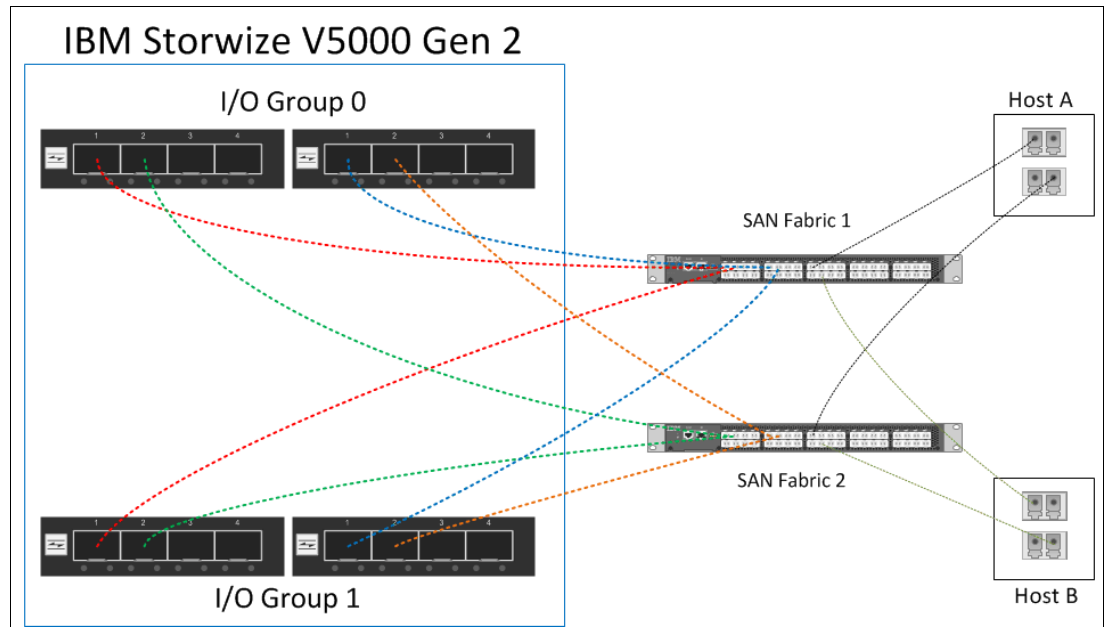 IBM Storwize V5000 Gen 2
I/O Group 0
1 2 3 4
1 2 3 4
Host A
SAN Fabric 1
IBM
SAN Fabric 2
1 2 3 4
1 2 3 4
I/O Group 1
Host B